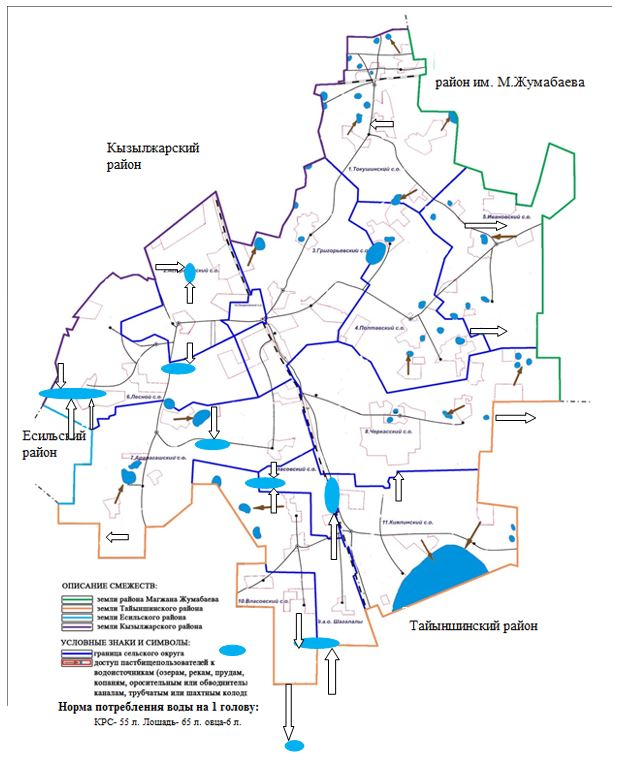 район им. М.Жумабаева
Кызылжарский
район
1.Токушинский с.о.
5.Ивановский с.о.
3.Григорьевский с.о.
4.Полтавский с.о.
6.Лесной с.о.
Есильский
район
8.Черкасский с.о.
7.Аралагашский с.о.
11.Киялинский с.о.
10.Власовский с.о.
9.а.о. Шагалалы
Тайыншинский район
ОПИСАНИЕ СМЕЖЕСТВ:
земли района Магжана Жумабаева
земли Тайыншинского района
земли Есильского района
земли Кызылжарского района
УСЛОВНЫЕ ЗНАКИ И СИМВОЛЫ:
граница сельского округа
доступ пастбищепользователей к
водоисточникам (озерам, рекам, прудам,
копаням, оросительным или обводнитель
каналам, трубчатым или шахтным колод
Норма потребления воды на 1 голову:
КРС- 55 л. Лошадь- 65 л. овца-6 л.